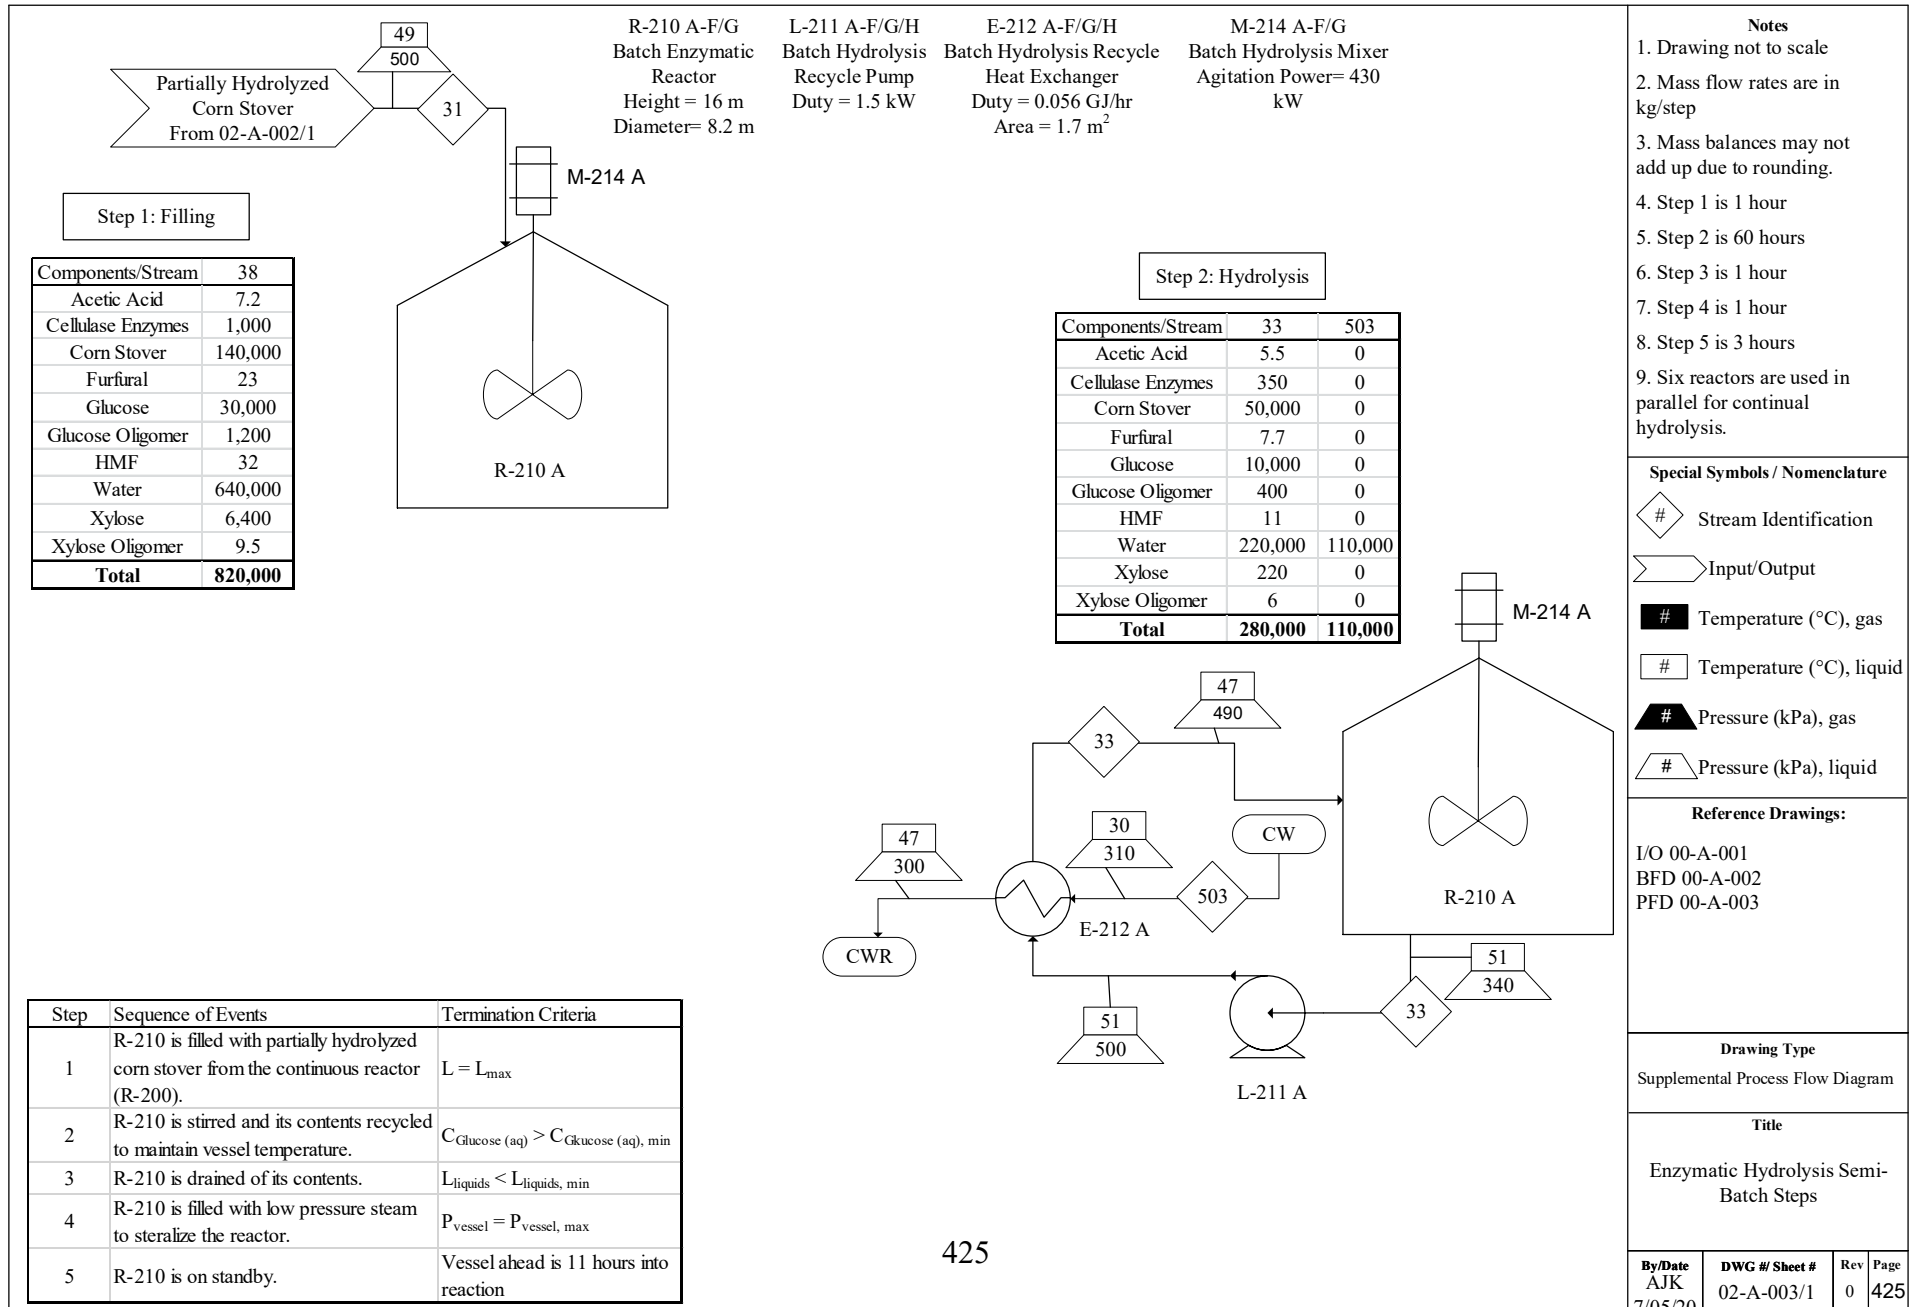 49
500
Partially Hydrolyzed
Corn Stover
From 02-A-002/1
31
R-210 A-F/G
Batch Enzymatic
Reactor
Height = 16 m
Diameter= 8.2 m
L-211 A-F/G/H
Batch Hydrolysis
Recycle Pump
Duty = 1.5 kW
E-212 A-F/G/H
Batch Hydrolysis Recycle
Heat Exchanger
Duty = 0.056 GJ/hr
Area = 1.7 m²
M-214 A-F/G
Batch Hydrolysis Mixer
Agitation Power= 430
kW
M-214 A
Step 1: Filling
Components/Stream 38
Acetic Acid 7.2
Cellulase Enzymes 1,000
Corn Stover 140,000
Furfural 23
Glucose 30,000
Glucose Oligomer 1,200
HMF 32
Water 640,000
Xylose 6,400
Xylose Oligomer 9.5
Total 820,000
R-210 A
Step 2: Hydrolysis
Components/Stream 33 503
Acetic Acid 5.5 0
Cellulase Enzymes 350 0
Corn Stover 50,000 0
Furfural 7.7 0
Glucose 10,000 0
Glucose Oligomer 400 0
HMF 11 0
Water 220,000 110,000
Xylose 220 0
Xylose Oligomer 6 0
Total 280,000 110,000
M-214 A
47
490
33
30
310
CW
47
300
503
R-210 A
E-212 A
CWR
51
340
33
51
500
L-211 A
Step Sequence of Events Termination Criteria
1 R-210 is filled with partially hydrolyzed
corn stover from the continuous reactor
(R-200).
L = Lmax
2 R-210 is stirred and its contents recycled
to maintain vessel temperature.
CGlucose (aq) > CGkucose (aq), min
3 R-210 is drained of its contents. Lliquids < Lliquids, min
4 R-210 is filled with low pressure steam
to steralize the reactor.
Pvessel = Pvessel, max
5 R-210 is on standby.
Vessel ahead is 11 hours into
reaction
425
Notes
1. Drawing not to scale
2. Mass flow rates are in
kg/step
3. Mass balances may not
add up due to rounding.
4. Step 1 is 1 hour
5. Step 2 is 60 hours
6. Step 3 is 1 hour
7. Step 4 is 1 hour
8. Step 5 is 3 hours
9. Six reactors are used in
parallel for continual
hydrolysis.
Special Symbols / Nomenclature
# Stream Identification
Input/Output
# Temperature (°C), gas
# Temperature (°C), liquid
# Pressure (kPa), gas
# Pressure (kPa), liquid
Reference Drawings:
I/O 00-A-001
BFD 00-A-002
PFD 00-A-003
Drawing Type
Supplemental Process Flow Diagram
Title
Enzymatic Hydrolysis Semi-
Batch Steps
By/Date DWG #/ Sheet # Rev Page
AJK 02-A-003/1 0 425
7/05/20